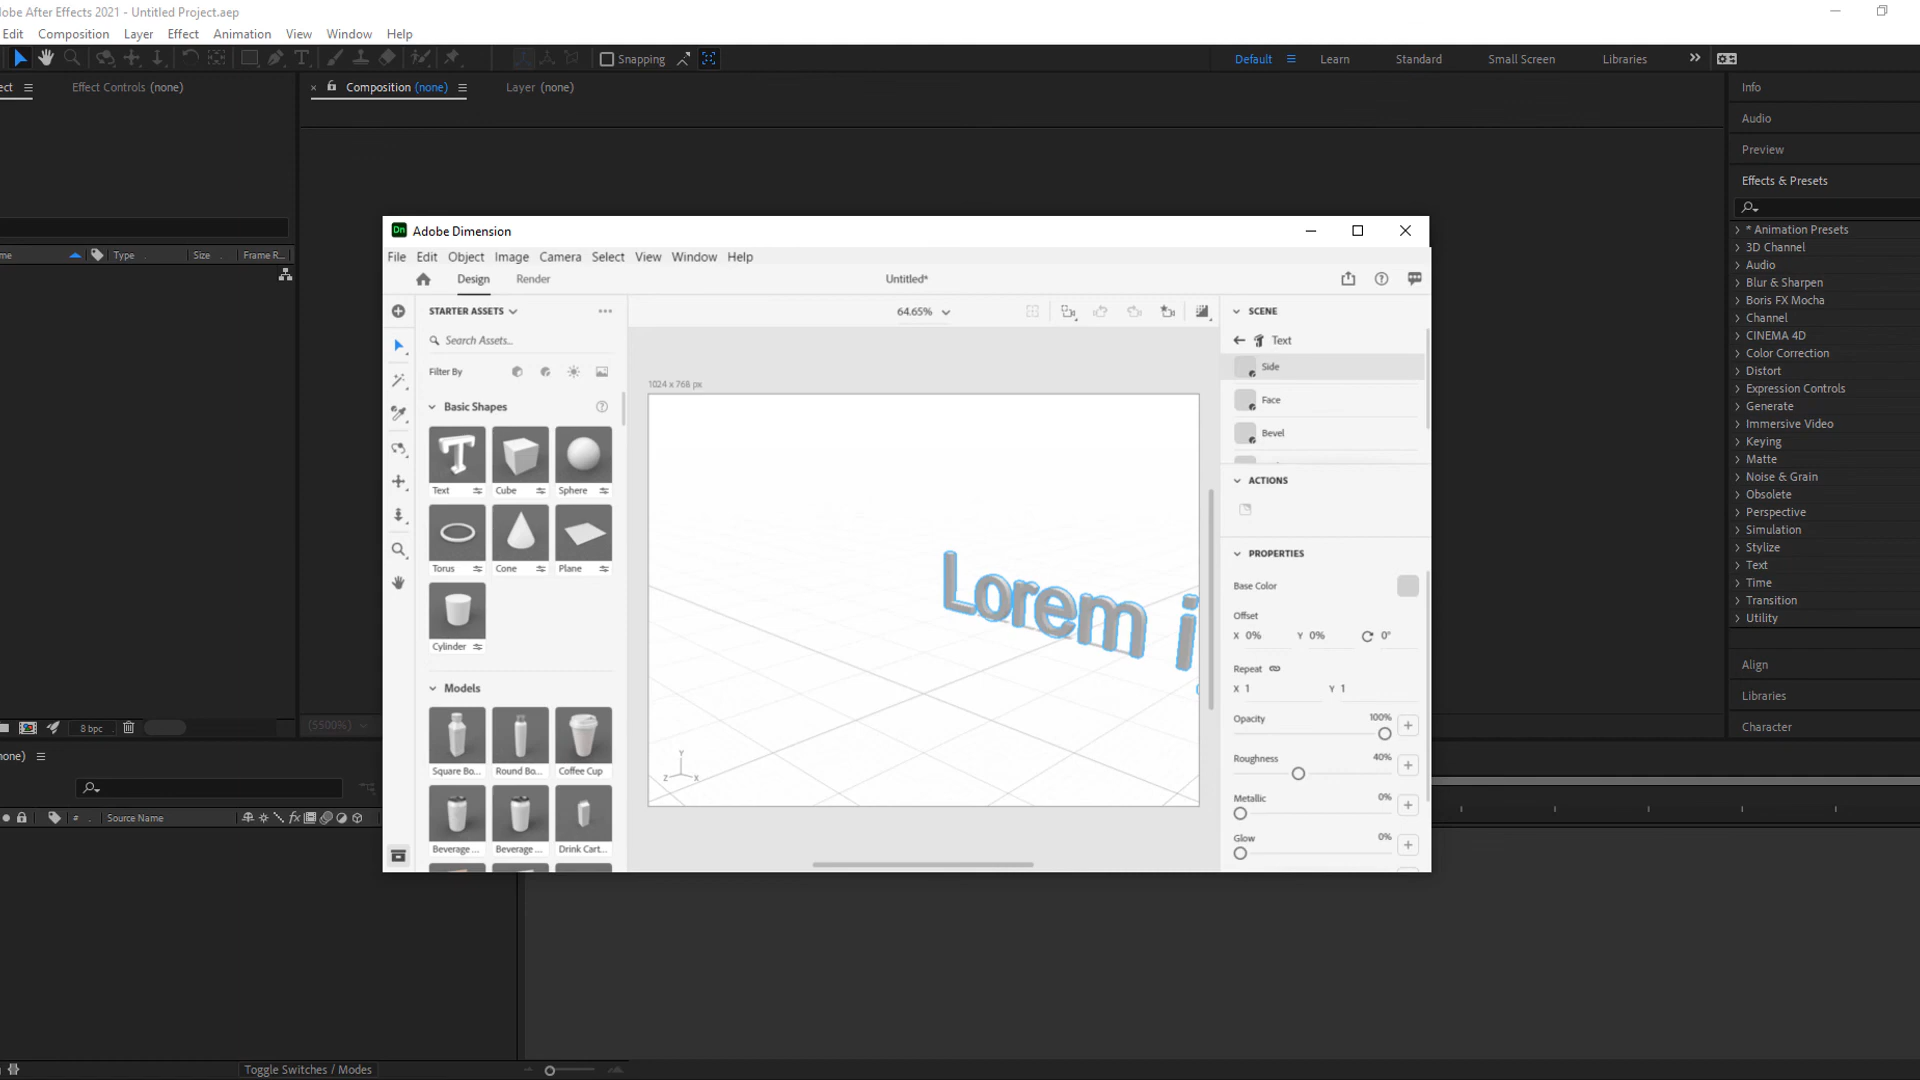 dobe After Effects 2021 - Untitled Project.aep
Edit Composition Layer Effect Animation View Window Help
Snapping
Default Learn Standard Small Screen Libraries
ect
Effect Controls (none)
Composition (none)
Layer (none)
me Type Size Frame R...
8 bpc
(5500%)
one)
# Source Name
fx
Toggle Switches / Modes
Dn Adobe Dimension
File Edit Object Image Camera Select View Window Help
Design Render
Untitled*
STARTER ASSETS
Search Assets...
Filter By
Basic Shapes
Text Cube Sphere
Torus Cone Plane
Cylinder
Models
Square Bo... Round Bo... Coffee Cup
Beverage ... Beverage ... Drink Cart...
64.65%
1024 x 768 px
Lorem i
Y
Z X
SCENE
Text
Side
Face
Bevel
ACTIONS
PROPERTIES
Base Color
Offset
X 0% Y 0% 0°
Repeat
X 1 Y 1
Opacity 100%
Roughness 40%
Metallic 0%
Glow 0%
Info
Audio
Preview
Effects & Presets
* Animation Presets
3D Channel
Audio
Blur & Sharpen
Boris FX Mocha
Channel
CINEMA 4D
Color Correction
Distort
Expression Controls
Generate
Immersive Video
Keying
Matte
Noise & Grain
Obsolete
Perspective
Simulation
Stylize
Text
Time
Transition
Utility
Align
Libraries
Character